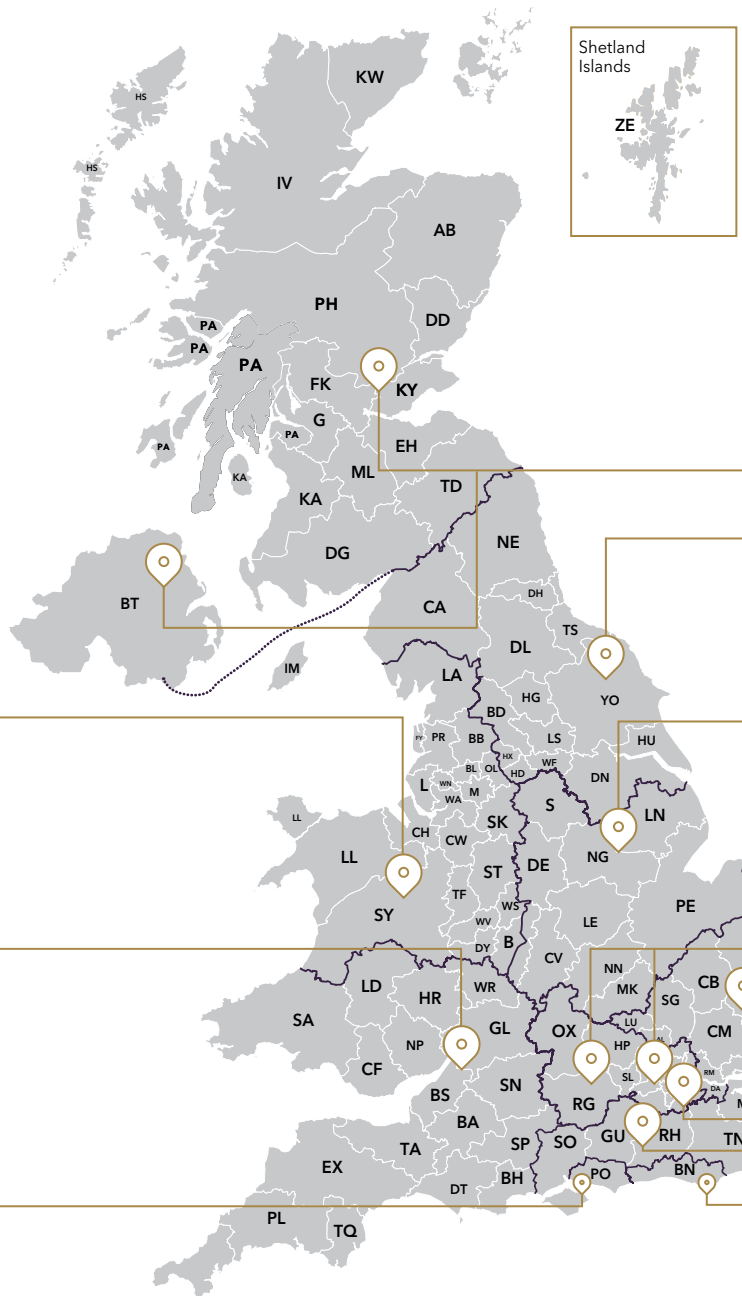 Shetland
Islands
ZE
KW
HS
HS
IV
AB
PH
DD
PA
PA
PA
FK
KY
G
PA
EH
PA
ML
KA
TD
KA
NE
DG
BT
CA
DH
TS
DL
IM
LA
HG
YO
BD
FY
PR
BB
LS
HU
HX
WF
BL
OL
HD
DN
L
WN
M
WA
S
LN
LL
SK
CH
CW
LL
DE
NG
ST
TF
SY
WS
PE
WV
LE
DY
B
CV
NN
LD
WR
MK
CB
HR
SG
SA
GL
OX
LU
CM
NP
HP
AL
CF
SL
RM
DA
SN
BS
RG
BA
GU
RH
TN
TA
SP
SO
EX
BH
PO
BN
DT
PL
TQ